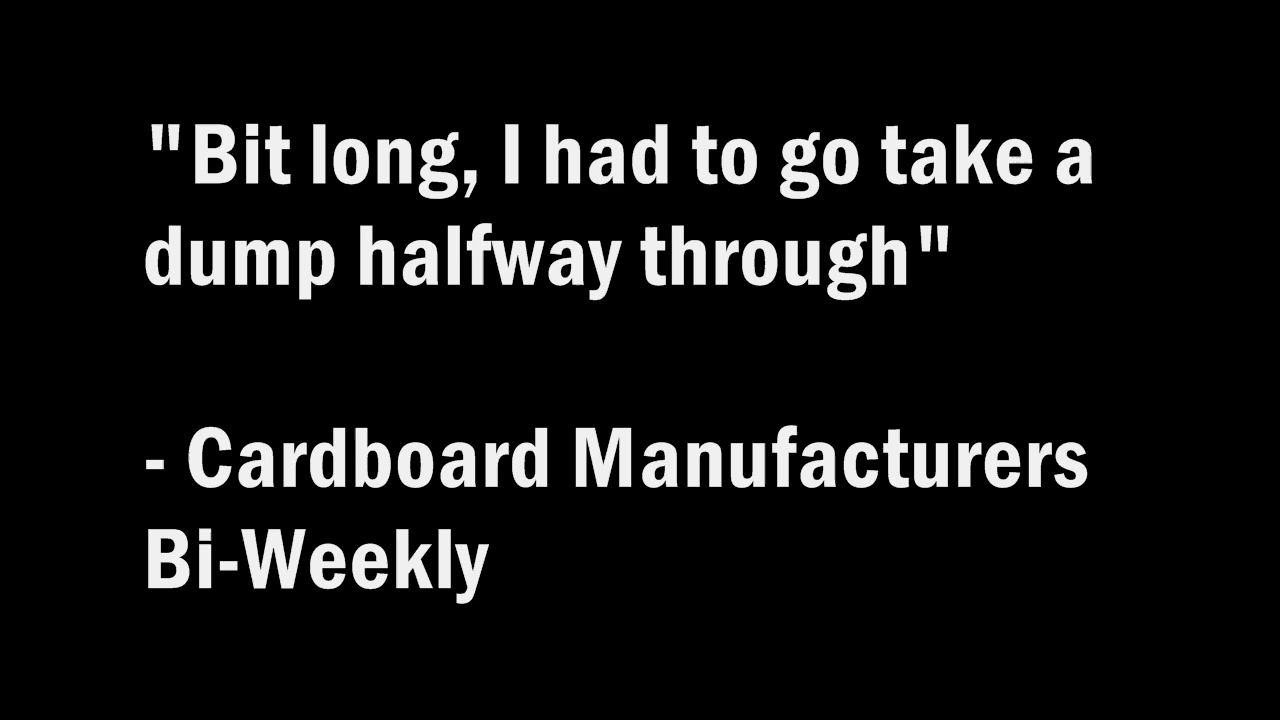 "Bit long, I had to go take a
dump halfway through"
- Cardboard Manufacturers
Bi-Weekly